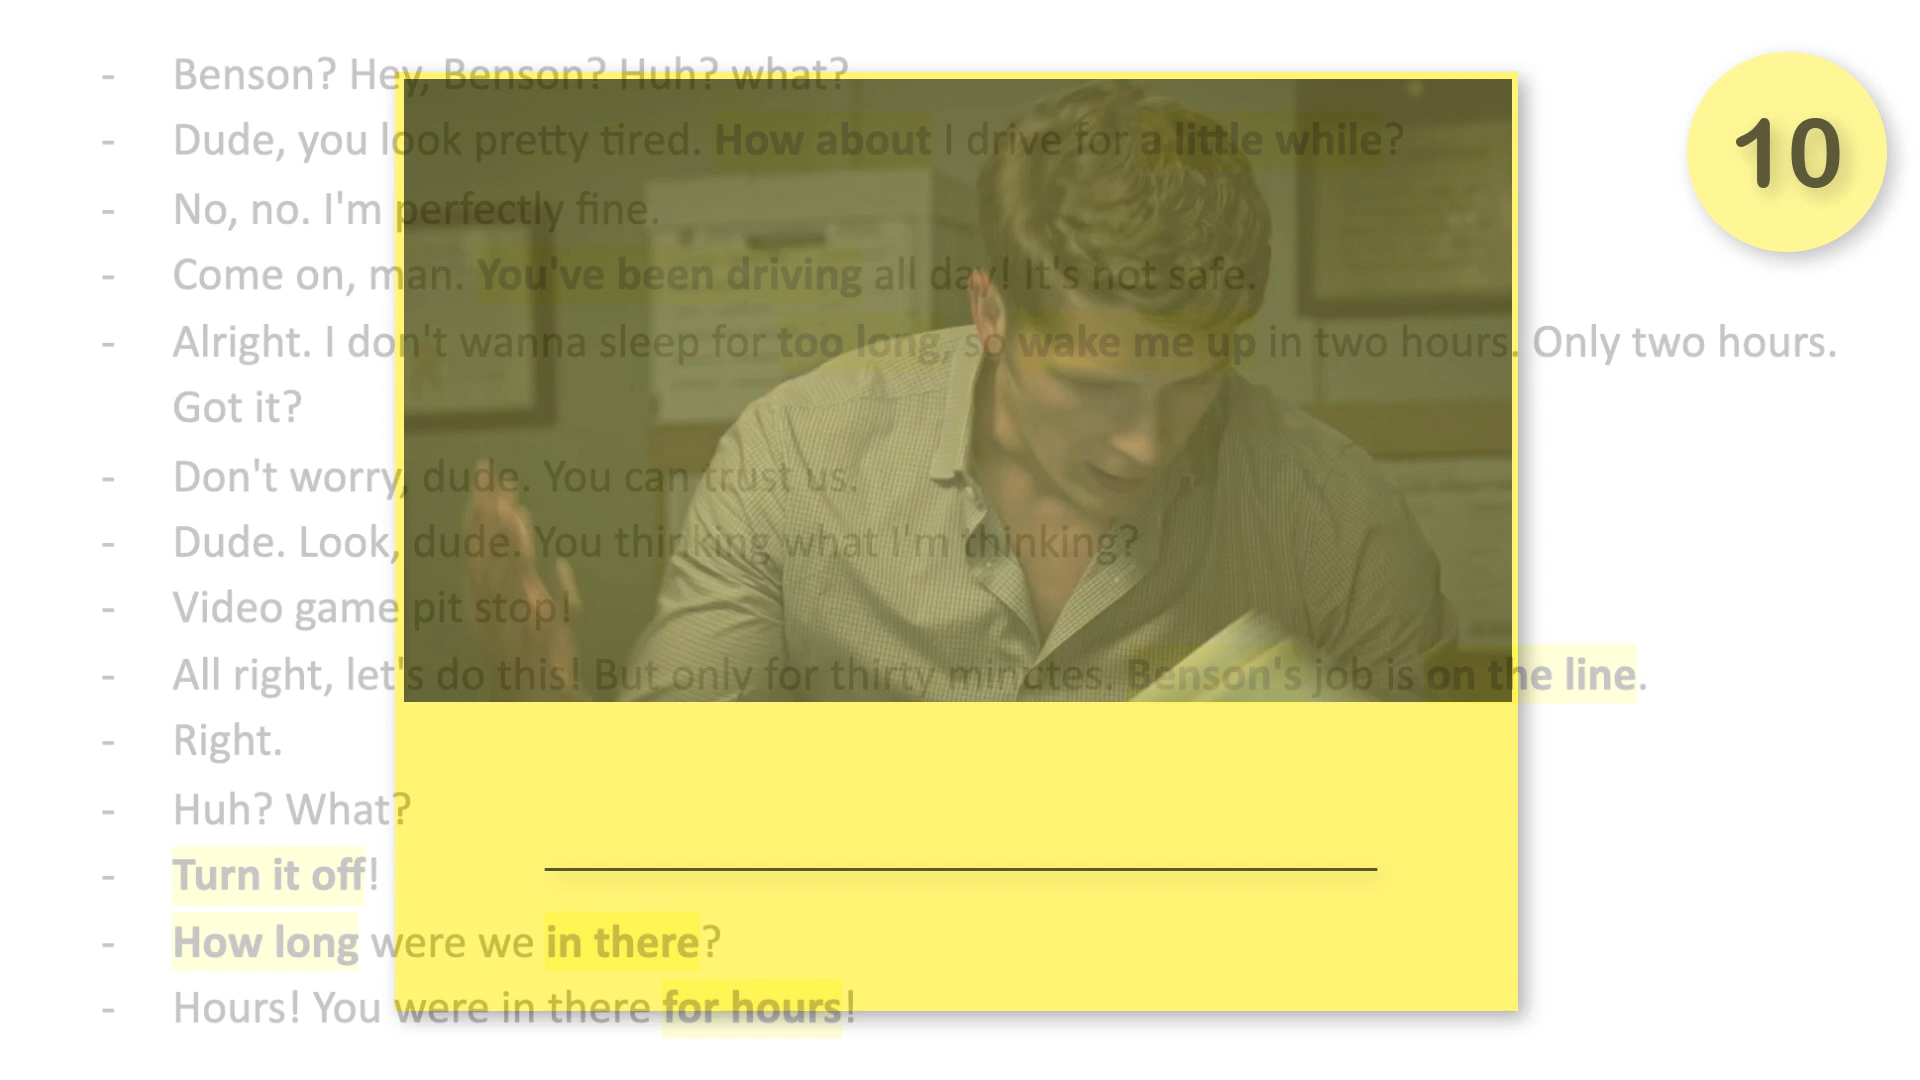 - Benson? Hey, Benson? Huh? what?
- Dude, you look pretty tired. How about I drive for a little while?
- No, no. I'm perfectly fine.
- Come on, man. You've been driving all day! It's not safe.
- Alright. I don't wanna sleep for too long, so wake me up in two hours. Only two hours.
Got it?
- Don't worry, dude. You can trust us.
- Dude. Look, dude. You thinking what I'm thinking?
- Video game pit stop!
- All right, let's do this! But only for thirty minutes. Benson's job is on the line.
- Right.
- Huh? What?
- Turn it off!
- How long were we in there?
- Hours! You were in there for hours!
10